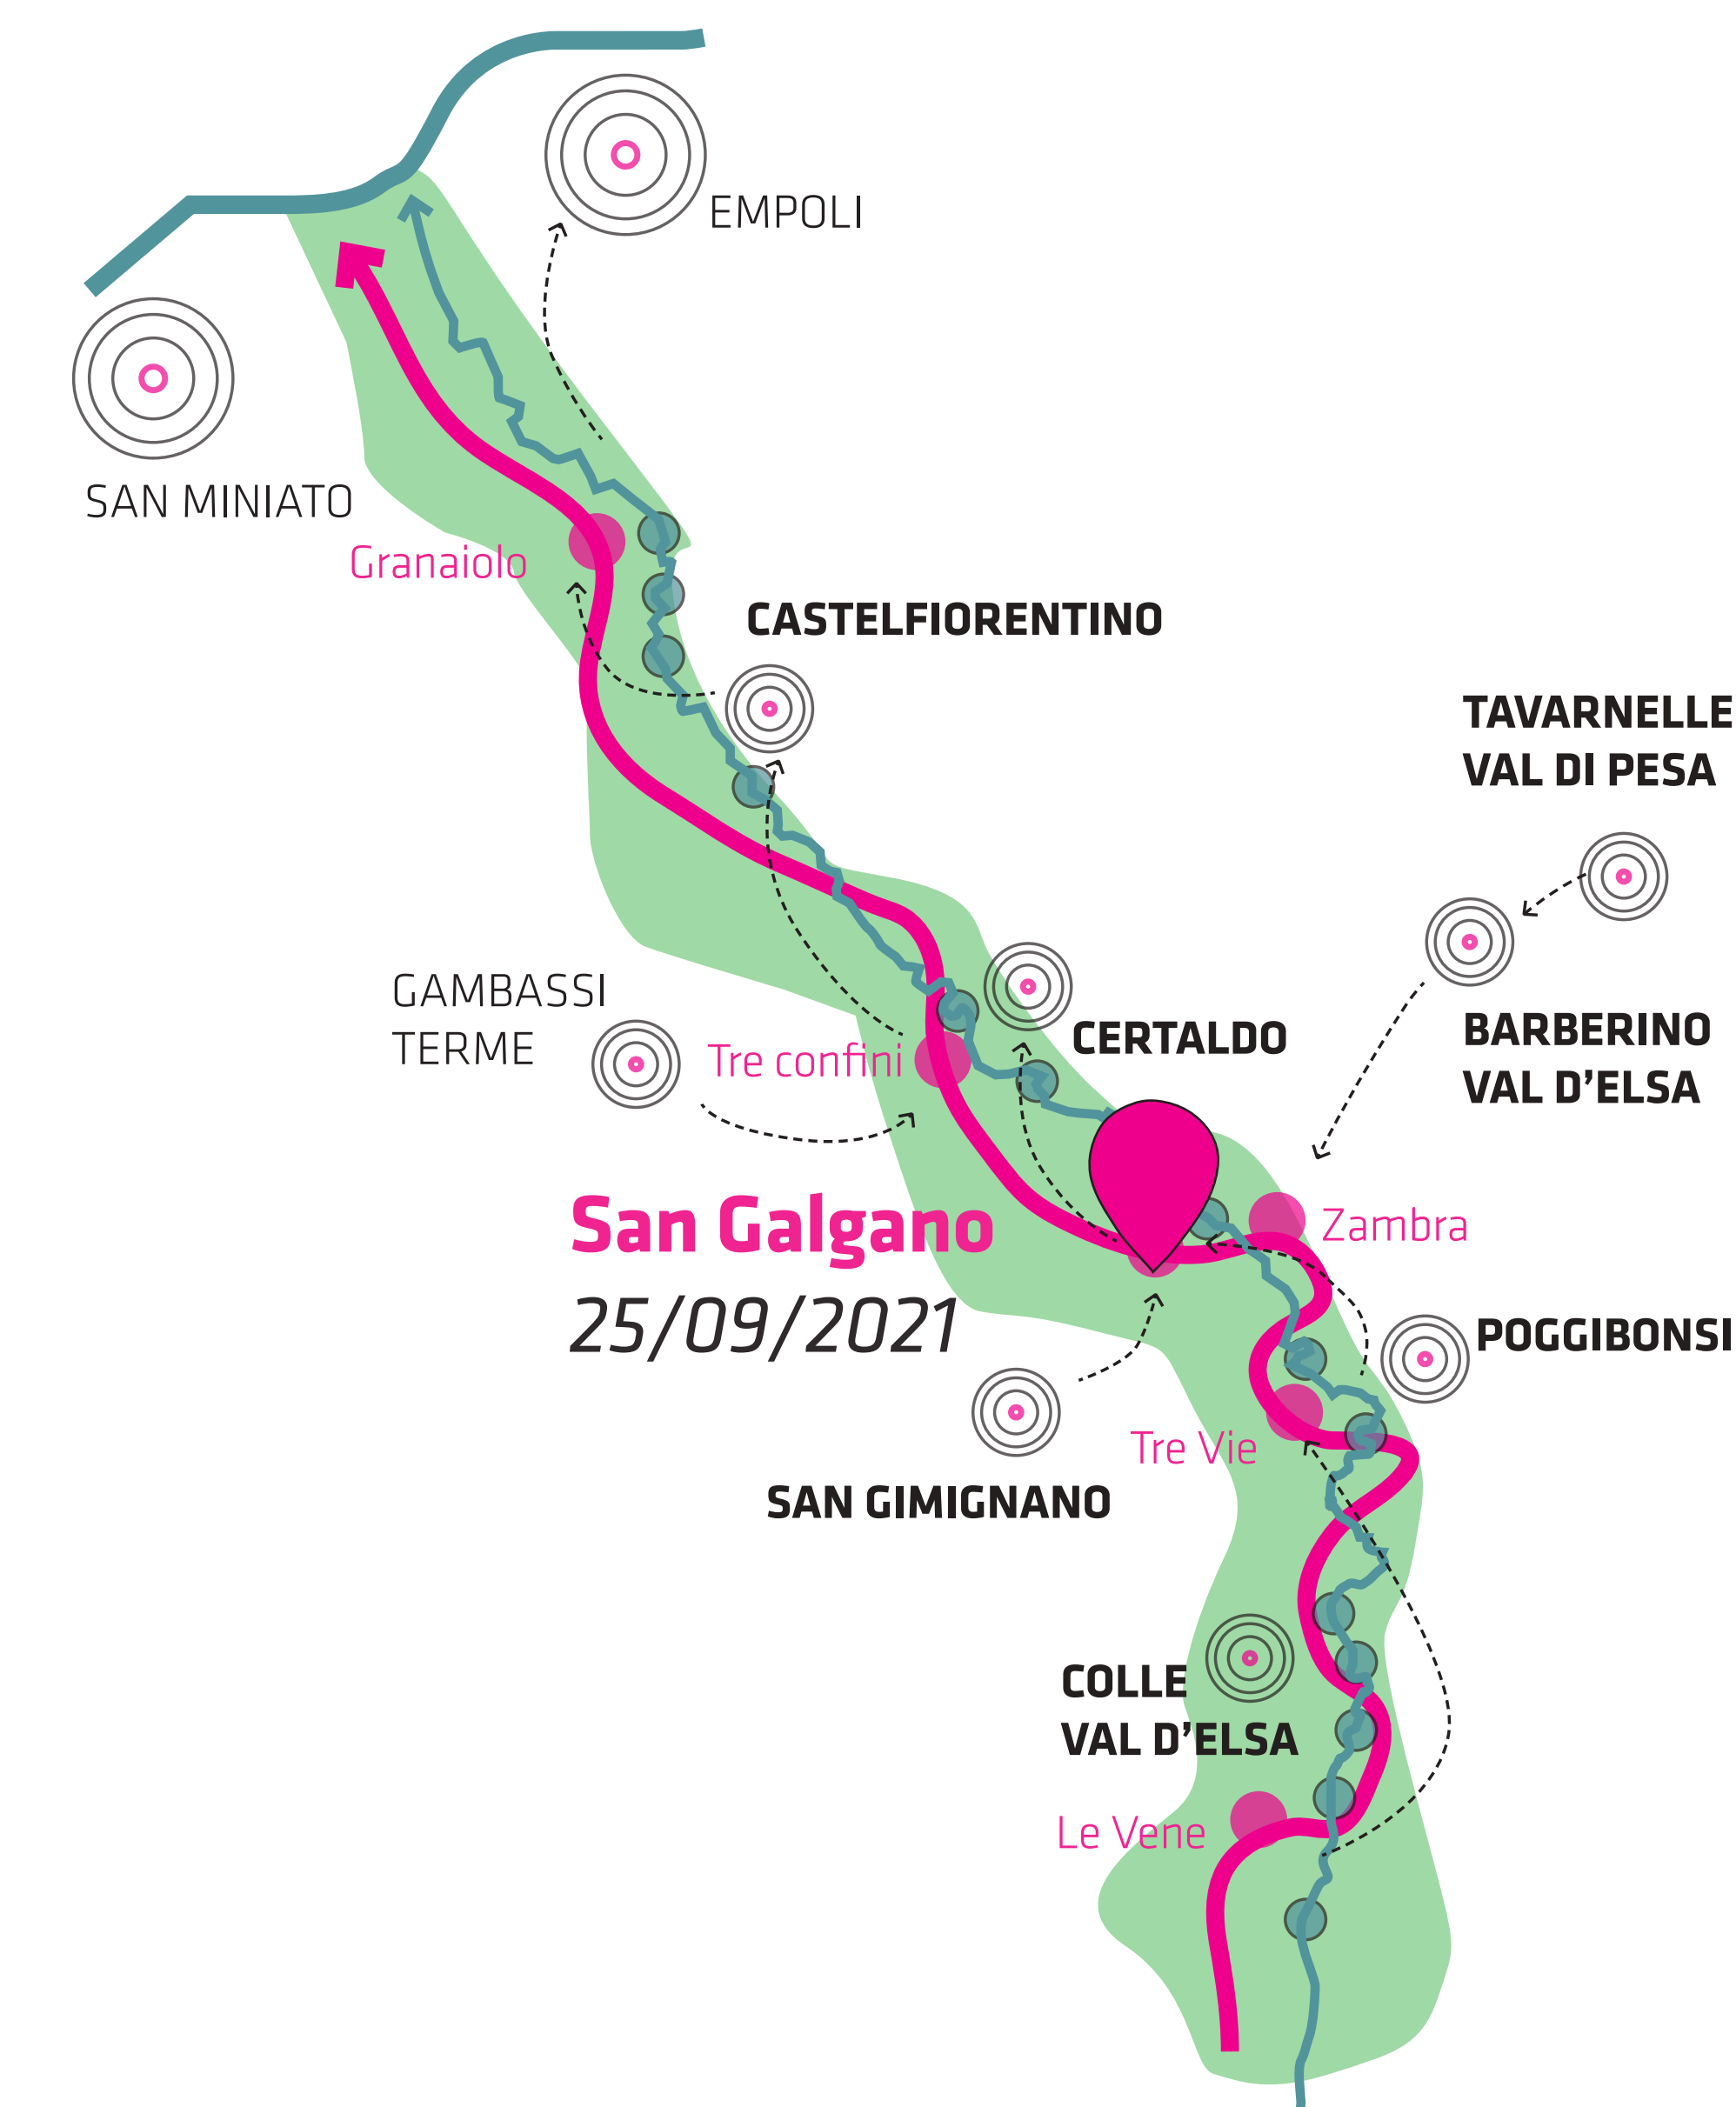 EMPOLI
SAN MINIATO
Granaiolo
CASTELFIORENTINO
TAVARNELLE
VAL DI PESA
GAMBASSI
TERME
Tre confini
CERTALDO
BARBERINO
VAL D’ELSA
San Galgano
25/09/2021
Zambra
POGGIBONSI
Tre Vie
SAN GIMIGNANO
COLLE
VAL D’ELSA
Le Vene